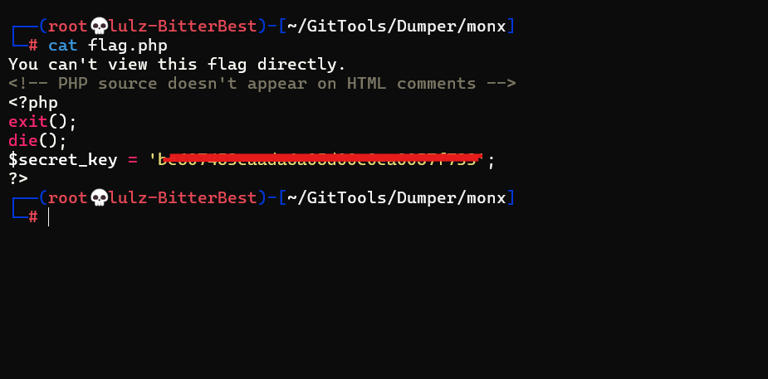 ┌──(root💀lulz-BitterBest)-[~/GitTools/Dumper/monx]
└─# cat flag.php
You can't view this flag directly.
<!-- PHP source doesn't appear on HTML comments -->
<?php
exit();
die();
$secret_key = '';
?>
┌──(root💀lulz-BitterBest)-[~/GitTools/Dumper/monx]
└─#